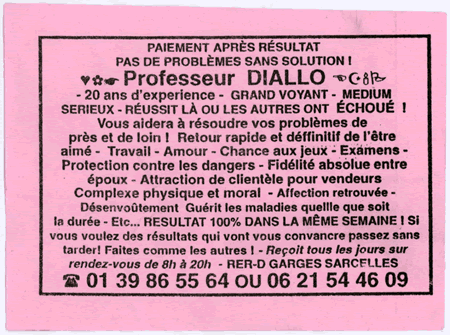 PAIEMENT APRÈS RÉSULTAT
PAS DE PROBLÈMES SANS SOLUTION !
Professeur DIALLO
- 20 ans d'experience - GRAND VOYANT - MEDIUM
SERIEUX - RÉUSSIT LÀ OU LES AUTRES ONT ÉCHOUÉ !
Vous aidera à résoudre vos problèmes de
près et de loin ! Retour rapide et déffinitif de l'être
aimé - Travail - Amour - Chance aux jeux - Examens -
Protection contre les dangers - Fidélité absolue entre
époux - Attraction de clientèle pour vendeurs
Complexe physique et moral - Affection retrouvée -
Désenvoûtement Guérit les maladies quellle que soit
la durée - Etc... RESULTAT 100% DANS LA MÊME SEMAINE ! Si
vous voulez des résultats qui vont vous convancre passez sans
tarder! Faites comme les autres ! - Reçoit tous les jours sur
rendez-vous de 8h à 20h - RER-D GARGES SARCELLES
☎ 01 39 86 55 64 OU 06 21 54 46 09